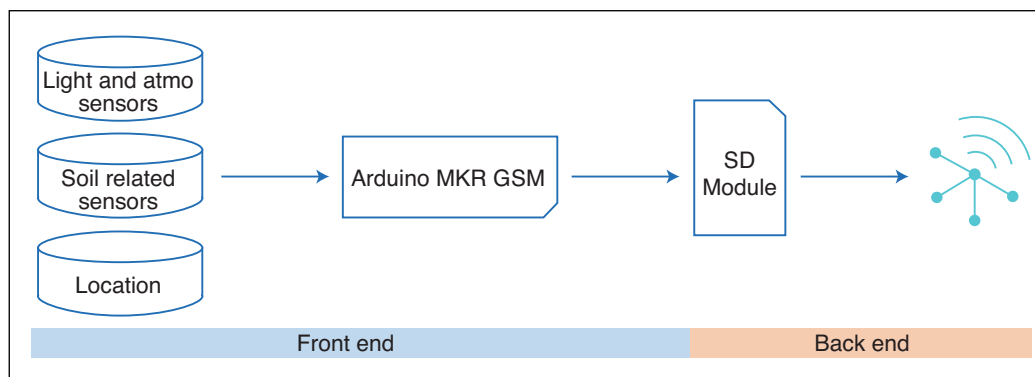 Light and atmo
sensors
Soil related
sensors
Location
Arduino MKR GSM
SD
Module
Front end
Back end